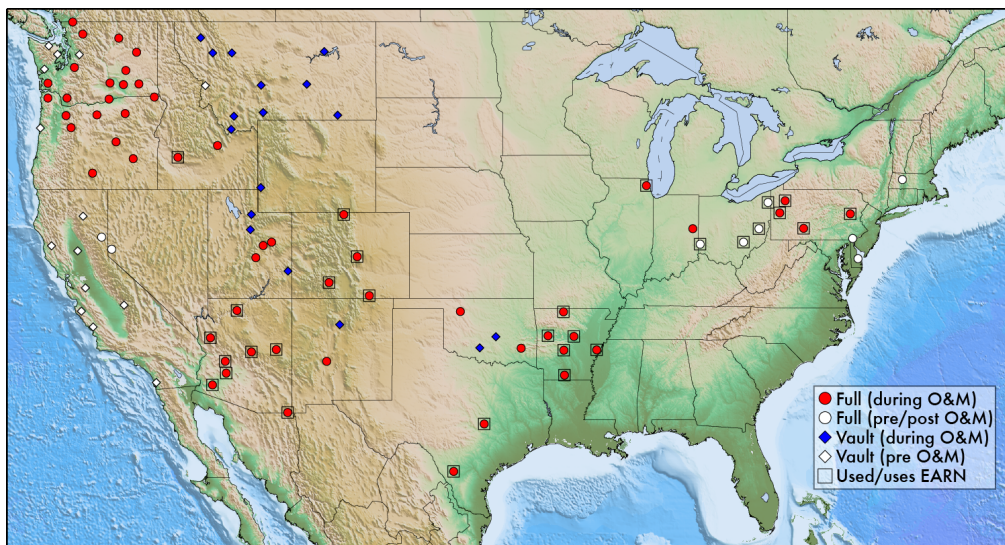 Full (during O&M)
Full (pre/post O&M)
Vault (during O&M)
Vault (pre O&M)
Used/uses EARN